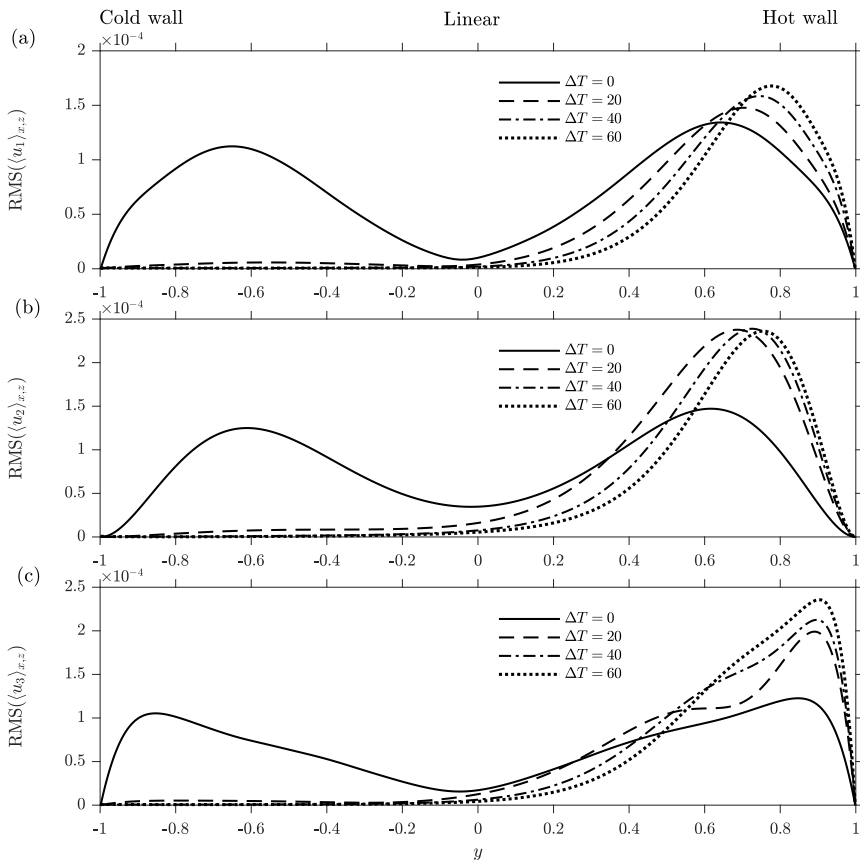 Cold wall Linear Hot wall
(a)
×10⁻⁴
2
1.5
1
0.5
0
RMS(⟨u₁⟩ₓ,𝓏)
ΔT = 0
ΔT = 20
ΔT = 40
ΔT = 60
-1 -0.8 -0.6 -0.4 -0.2 0 0.2 0.4 0.6 0.8 1
(b)
×10⁻⁴
2.5
2
1.5
1
0.5
0
RMS(⟨u₂⟩ₓ,𝓏)
ΔT = 0
ΔT = 20
ΔT = 40
ΔT = 60
-1 -0.8 -0.6 -0.4 -0.2 0 0.2 0.4 0.6 0.8 1
(c)
×10⁻⁴
2.5
2
1.5
1
0.5
0
RMS(⟨u₃⟩ₓ,𝓏)
ΔT = 0
ΔT = 20
ΔT = 40
ΔT = 60
-1 -0.8 -0.6 -0.4 -0.2 0 0.2 0.4 0.6 0.8 1
y